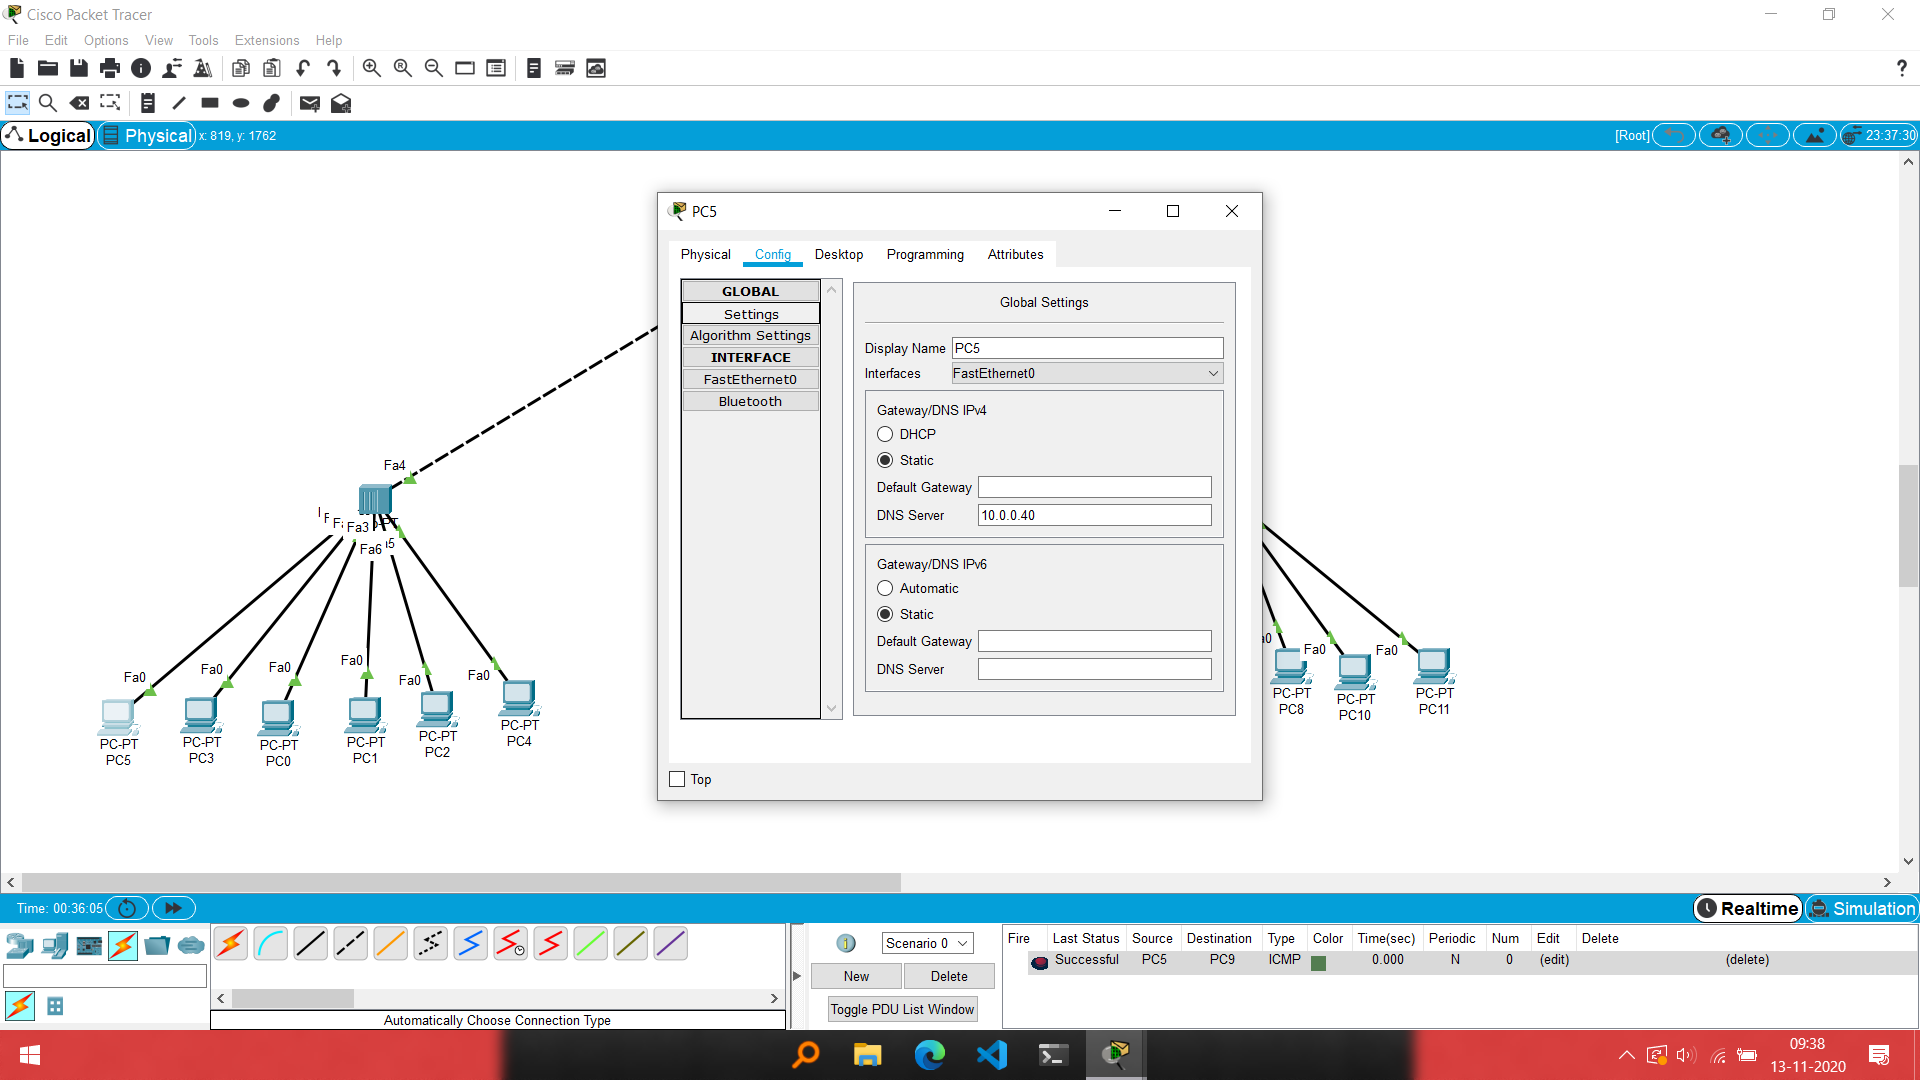 Cisco Packet Tracer
File Edit Options View Tools Extensions Help
?
Logical Physical x: 819, y: 1762 [Root] 23:37:30
PC5
Physical Config Desktop Programming Attributes
GLOBAL
Settings
Algorithm Settings
INTERFACE
FastEthernet0
Bluetooth
Global Settings
Display Name PC5
Interfaces FastEthernet0
Gateway/DNS IPv4
DHCP
Static
Default Gateway
DNS Server 10.0.0.40
Gateway/DNS IPv6
Automatic
Static
Default Gateway
DNS Server
Top
Fa4
Fa3
Fa6
Fa0 Fa0 Fa0 Fa0 Fa0 Fa0
PC-PT PC5
PC-PT PC3
PC-PT PC0
PC-PT PC1
PC-PT PC2
PC-PT PC4
Fa0 Fa0
PC-PT PC8
PC-PT PC10
PC-PT PC11
Time: 00:36:05 Realtime Simulation
Scenario 0
New Delete
Toggle PDU List Window
Automatically Choose Connection Type
Fire Last Status Source Destination Type Color Time(sec) Periodic Num Edit Delete
Successful PC5 PC9 ICMP 0.000 N 0 (edit) (delete)
09:38
13-11-2020